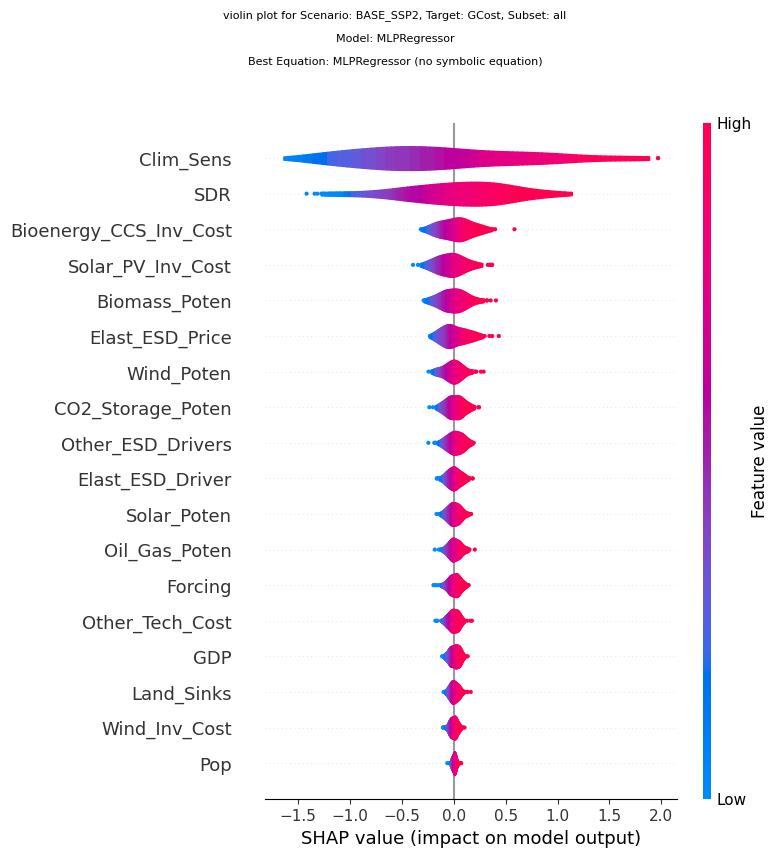 violin plot for Scenario: BASE_SSP2, Target: GCost, Subset: all
Model: MLPRegressor
Best Equation: MLPRegressor (no symbolic equation)
High
Clim_Sens
SDR
Bioenergy_CCS_Inv_Cost
Solar_PV_Inv_Cost
Biomass_Poten
Elast_ESD_Price
Wind_Poten
CO2_Storage_Poten
Other_ESD_Drivers
Elast_ESD_Driver
Solar_Poten
Oil_Gas_Poten
Forcing
Other_Tech_Cost
GDP
Land_Sinks
Wind_Inv_Cost
Pop
Feature value
Low
−1.5 −1.0 −0.5 0.0 0.5 1.0 1.5 2.0
SHAP value (impact on model output)